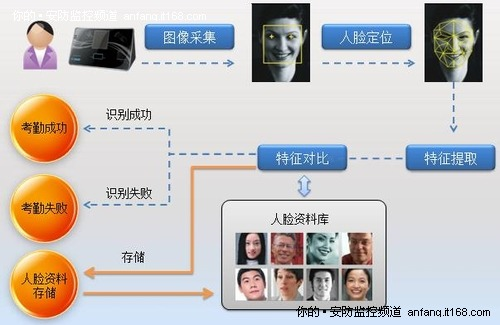 你的·安防监控频道 anfang.it168.com
图像采集
人脸定位
识别成功
考勤成功
特征对比
特征提取
识别失败
考勤失败
人脸资料库
存储
人脸资料
存储
你的·安防监控频道 anfang.it168.com